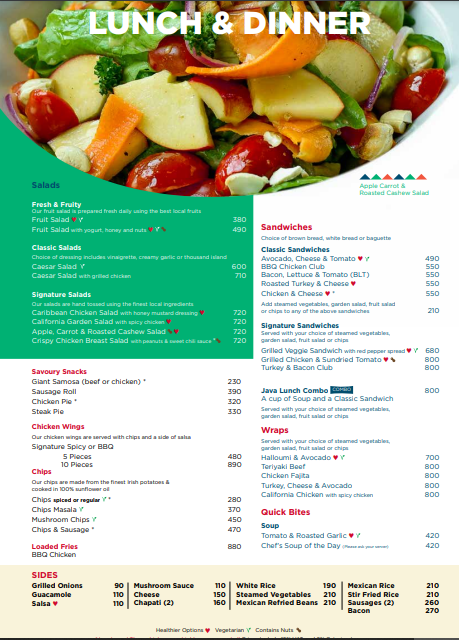 LUNCH & DINNER
Apple Carrot &
Roasted Cashew Salad
Salads
Fresh & Fruity
Our fruit salad is prepared fresh daily using the best local fruits
Fruit Salad 380
Fruit Salad with yogurt, honey and nuts 490
Classic Salads
Choice of dressing includes vinaigrette, creamy garlic or thousand island
Caesar Salad 600
Caesar Salad with grilled chicken 710
Signature Salads
Our salads are hand tossed using the finest local ingredients
Caribbean Chicken Salad with honey mustard dressing 720
California Garden Salad with spicy chicken 720
Apple, Carrot & Roasted Cashew Salad 720
Crispy Chicken Breast Salad with peanuts & sweet chili sauce * 720
Savoury Snacks
Giant Samosa (beef or chicken) * 230
Sausage Roll 390
Chicken Pie * 320
Steak Pie 330
Chicken Wings
Our chicken wings are served with chips and a side of salsa
Signature Spicy or BBQ
5 Pieces 480
10 Pieces 890
Chips
Our chips are made from the finest Irish potatoes &
cooked in 100% sunflower oil
Chips spiced or regular * 280
Chips Masala 370
Mushroom Chips 450
Chips & Sausage * 470
Loaded Fries 880
BBQ Chicken
Sandwiches
Choice of brown bread, white bread or baguette
Classic Sandwiches
Avocado, Cheese & Tomato 490
BBQ Chicken Club 550
Bacon, Lettuce & Tomato (BLT) 550
Roasted Turkey & Cheese 550
Chicken & Cheese * 550
Add steamed vegetables, garden salad, fruit salad
or chips to any of the above sandwiches 210
Signature Sandwiches
Served with your choice of steamed vegetables,
garden salad, fruit salad or chips
Grilled Veggie Sandwich with red pepper spread 680
Grilled Chicken & Sundried Tomato 800
Turkey & Bacon Club 800
Java Lunch Combo COMBO 800
A cup of Soup and a Classic Sandwich
Served with your choice of steamed vegetables,
garden salad, fruit salad or chips
Wraps
Served with your choice of steamed vegetables,
garden salad, fruit salad or chips
Halloumi & Avocado 700
Teriyaki Beef 800
Chicken Fajita 800
Turkey, Cheese & Avocado 800
California Chicken with spicy chicken 800
Quick Bites
Soup
Tomato & Roasted Garlic 420
Chef's Soup of the Day (Please ask your server) 420
SIDES
Grilled Onions 90
Guacamole 110
Salsa 110
Mushroom Sauce 110
Cheese 150
Chapati (2) 160
White Rice 190
Steamed Vegetables 210
Mexican Refried Beans 210
Mexican Rice 210
Stir Fried Rice 210
Sausages (2) 260
Bacon 270
Healthier Options Vegetarian Contains Nuts